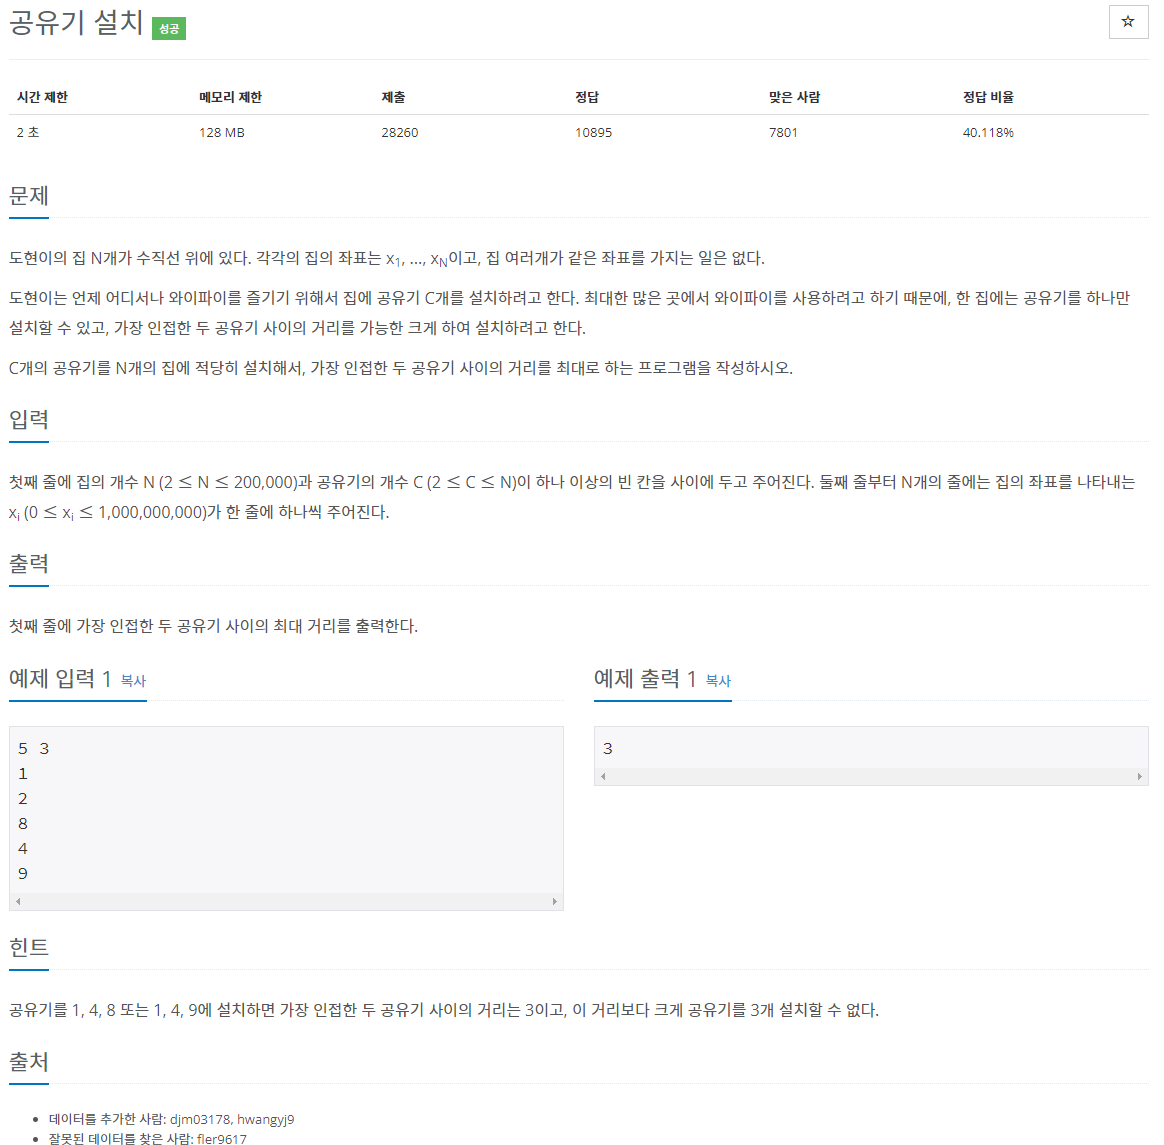 공유기 설치 성공
☆
시간 제한 메모리 제한 제출 정답 맞은 사람 정답 비율
2 초 128 MB 28260 10895 7801 40.118%
문제
도현이의 집 N개가 수직선 위에 있다. 각각의 집의 좌표는 x1, ..., xN이고, 집 여러개가 같은 좌표를 가지는 일은 없다.
도현이는 언제 어디서나 와이파이를 즐기기 위해서 집에 공유기 C개를 설치하려고 한다. 최대한 많은 곳에서 와이파이를 사용하려고 하기 때문에, 한 집에는 공유기를 하나만
설치할 수 있고, 가장 인접한 두 공유기 사이의 거리를 가능한 크게 하여 설치하려고 한다.
C개의 공유기를 N개의 집에 적당히 설치해서, 가장 인접한 두 공유기 사이의 거리를 최대로 하는 프로그램을 작성하시오.
입력
첫째 줄에 집의 개수 N (2 ≤ N ≤ 200,000)과 공유기의 개수 C (2 ≤ C ≤ N)이 하나 이상의 빈 칸을 사이에 두고 주어진다. 둘째 줄부터 N개의 줄에는 집의 좌표를 나타내는
xi (0 ≤ xi ≤ 1,000,000,000)가 한 줄에 하나씩 주어진다.
출력
첫째 줄에 가장 인접한 두 공유기 사이의 최대 거리를 출력한다.
예제 입력 1 복사
5 3
1
2
8
4
9
예제 출력 1 복사
3
힌트
공유기를 1, 4, 8 또는 1, 4, 9에 설치하면 가장 인접한 두 공유기 사이의 거리는 3이고, 이 거리보다 크게 공유기를 3개 설치할 수 없다.
출처
• 데이터를 추가한 사람: djm03178, hwangyj9
• 잘못된 데이터를 찾은 사람: fler9617